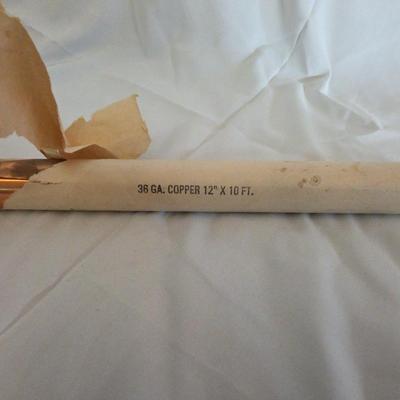 36 GA. COPPER 12" X 10 FT.